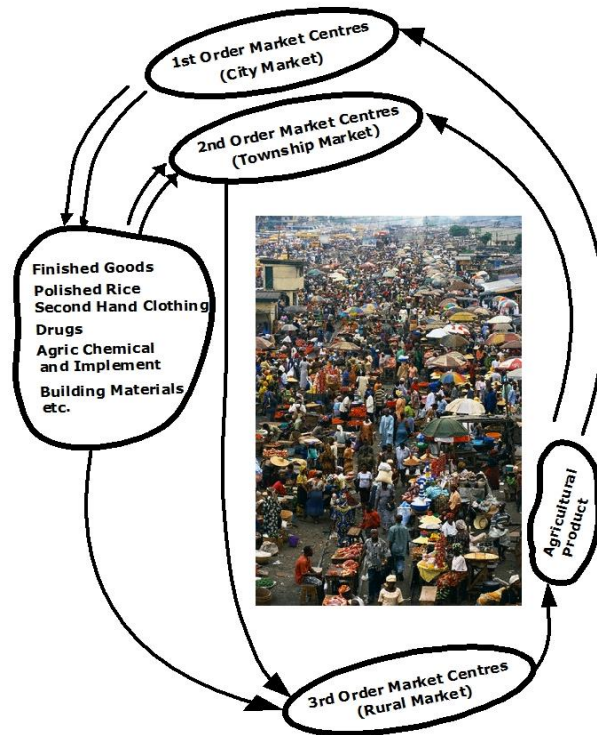 1st Order Market Centres
(City Market)
2nd Order Market Centres
(Township Market)
Finished Goods
Polished Rice
Second Hand Clothing
Drugs
Agric Chemical
and Implement
Building Materials
etc.
Agricultural
Product
3rd Order Market Centres
(Rural Market)